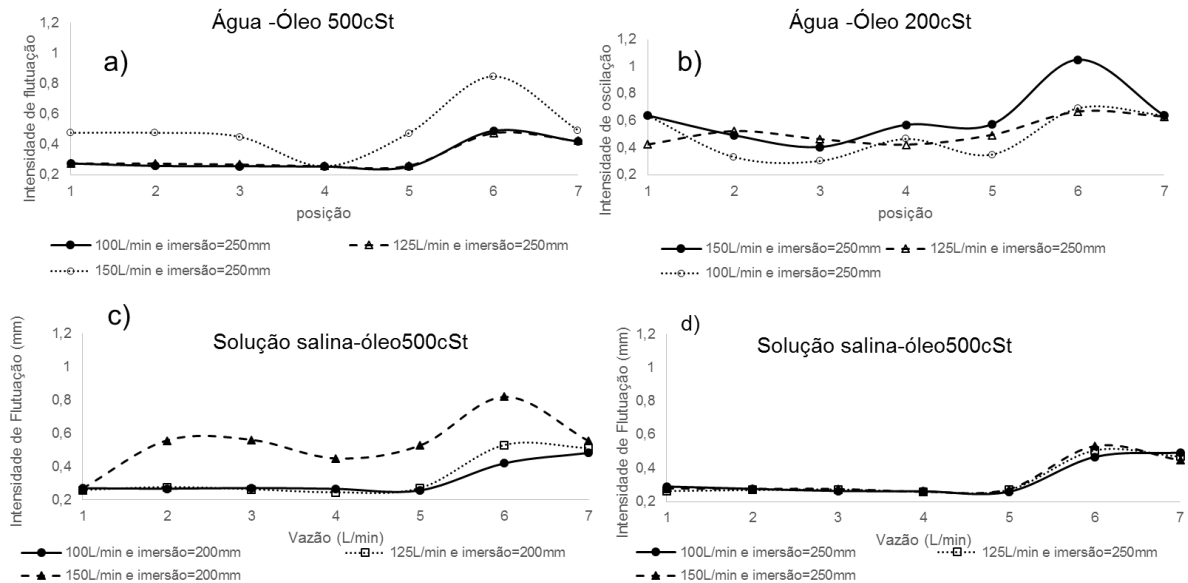 Água -Óleo 500cSt
a)
Intensidade de flutuação
1,2
1
0,8
0,6
0,4
0,2
1 2 3 4 5 6 7
posição
100L/min e imersão=250mm
125L/min e imersão=250mm
150L/min e imersão=250mm
Água -Óleo 200cSt
b)
Intensidade de oscilação
1,2
1
0,8
0,6
0,4
0,2
1 2 3 4 5 6 7
posição
150L/min e imersão=250mm
125L/min e imersão=250mm
100L/min e imersão=250mm
c)
Solução salina-óleo500cSt
Intensidade de Flutuação (mm)
1,2
1
0,8
0,6
0,4
0,2
1 2 3 4 5 6 7
Vazão (L/min)
100L/min e imersão=200mm
125L/min e imersão=200mm
150L/min e imersão=200mm
d)
Solução salina-óleo500cSt
Intensidade de Flutuação (mm)
1,2
1
0,8
0,6
0,4
0,2
1 2 3 4 5 6 7
Vazão (L/min)
100L/min e imersão=250mm
125L/min e imersão=250mm
150L/min e imersão=250mm